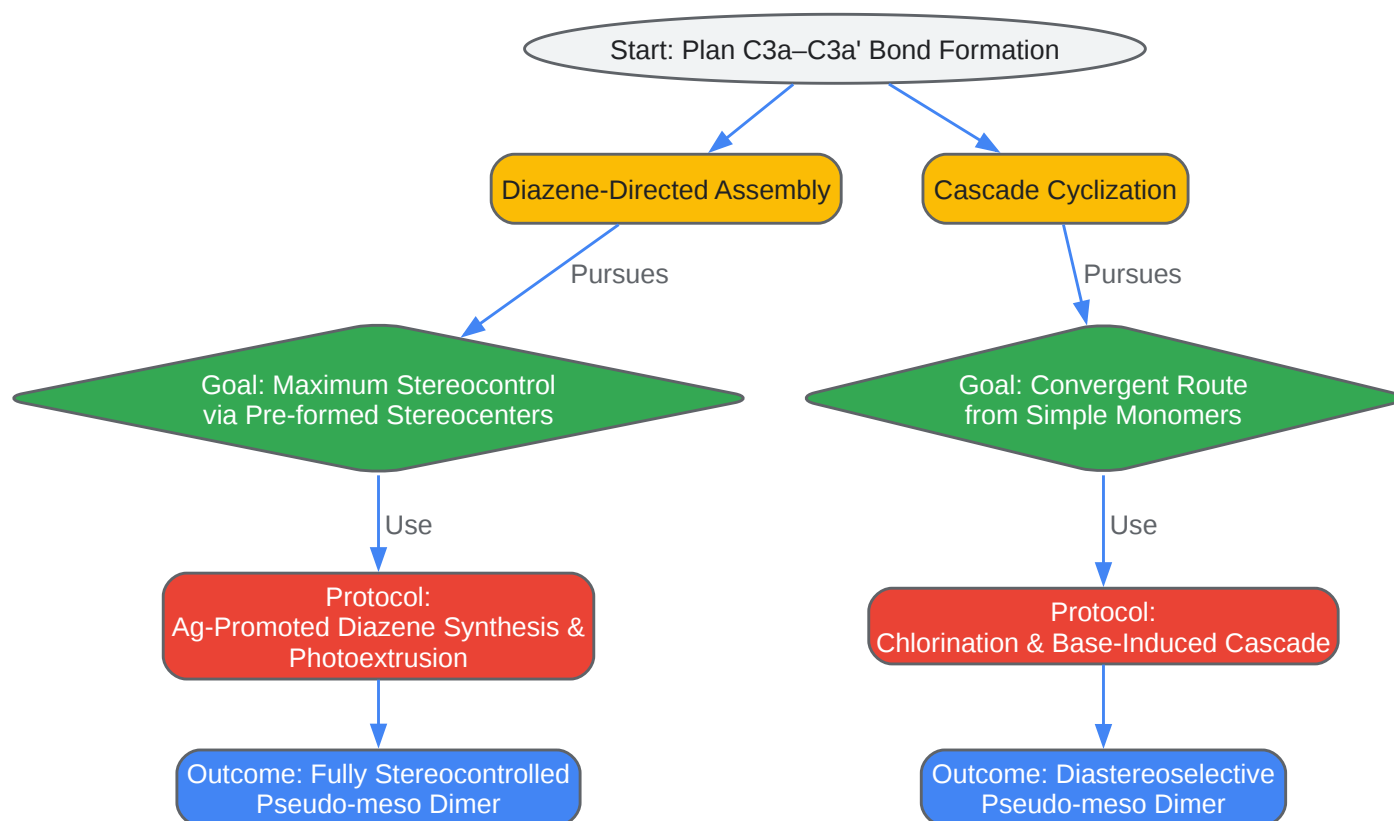 Start: Plan C3a–C3a' Bond Formation
Diazene-Directed Assembly
Cascade Cyclization
Pursues
Pursues
Goal: Maximum Stereocontrol
via Pre-formed Stereocenters
Goal: Convergent Route
from Simple Monomers
Use
Use
Protocol:
Ag-Promoted Diazene Synthesis &
Photoextrusion
Protocol:
Chlorination & Base-Induced Cascade
Outcome: Fully Stereocontrolled
Pseudo-meso Dimer
Outcome: Diastereoselective
Pseudo-meso Dimer